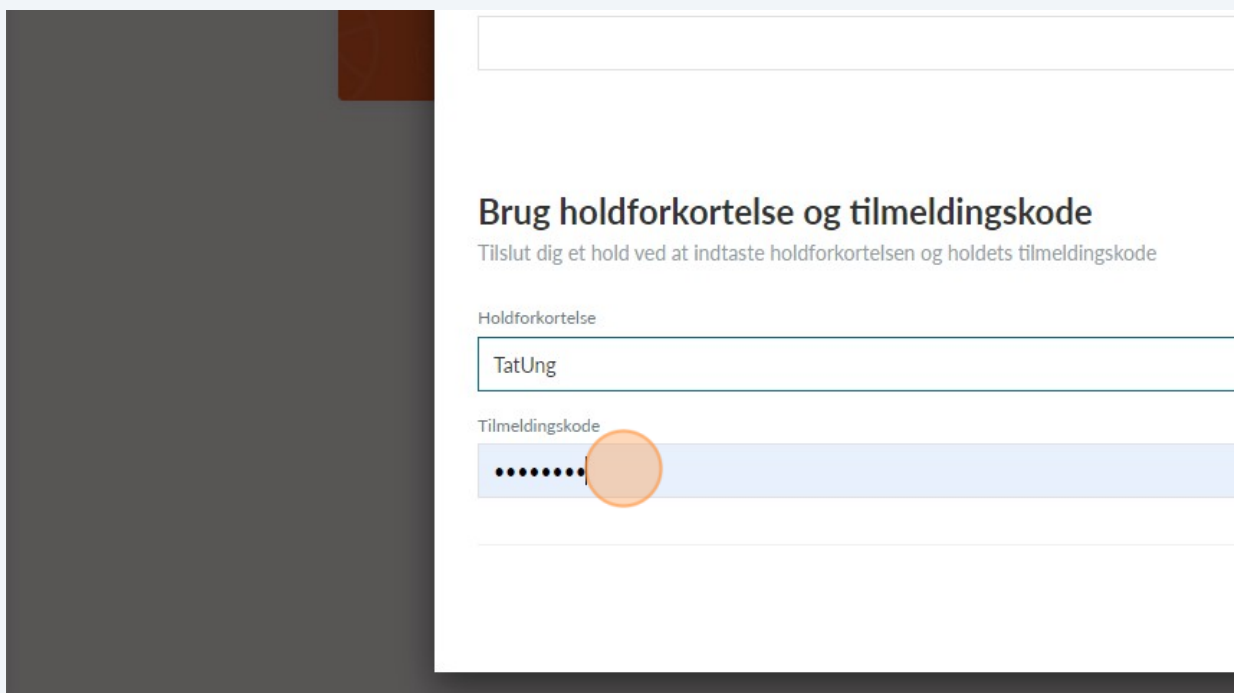 Brug holdforkortelse og tilmeldingskode
Tilslut dig et hold ved at indtaste holdforkortelsen og holdets tilmeldingskode
Holdforkortelse
TatUng
Tilmeldingskode
••••••••